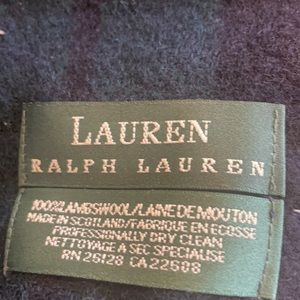 LAUREN
RALPH LAUREN
100%LAMBSWOOL/LAINE DE MOUTON
MADE IN SCOTLAND/FABRIQUE EN ECOSSE
PROFESSIONALLY DRY CLEAN
NETTOYAGE A SEC SPECIALISE
RN 26128 CA 22608